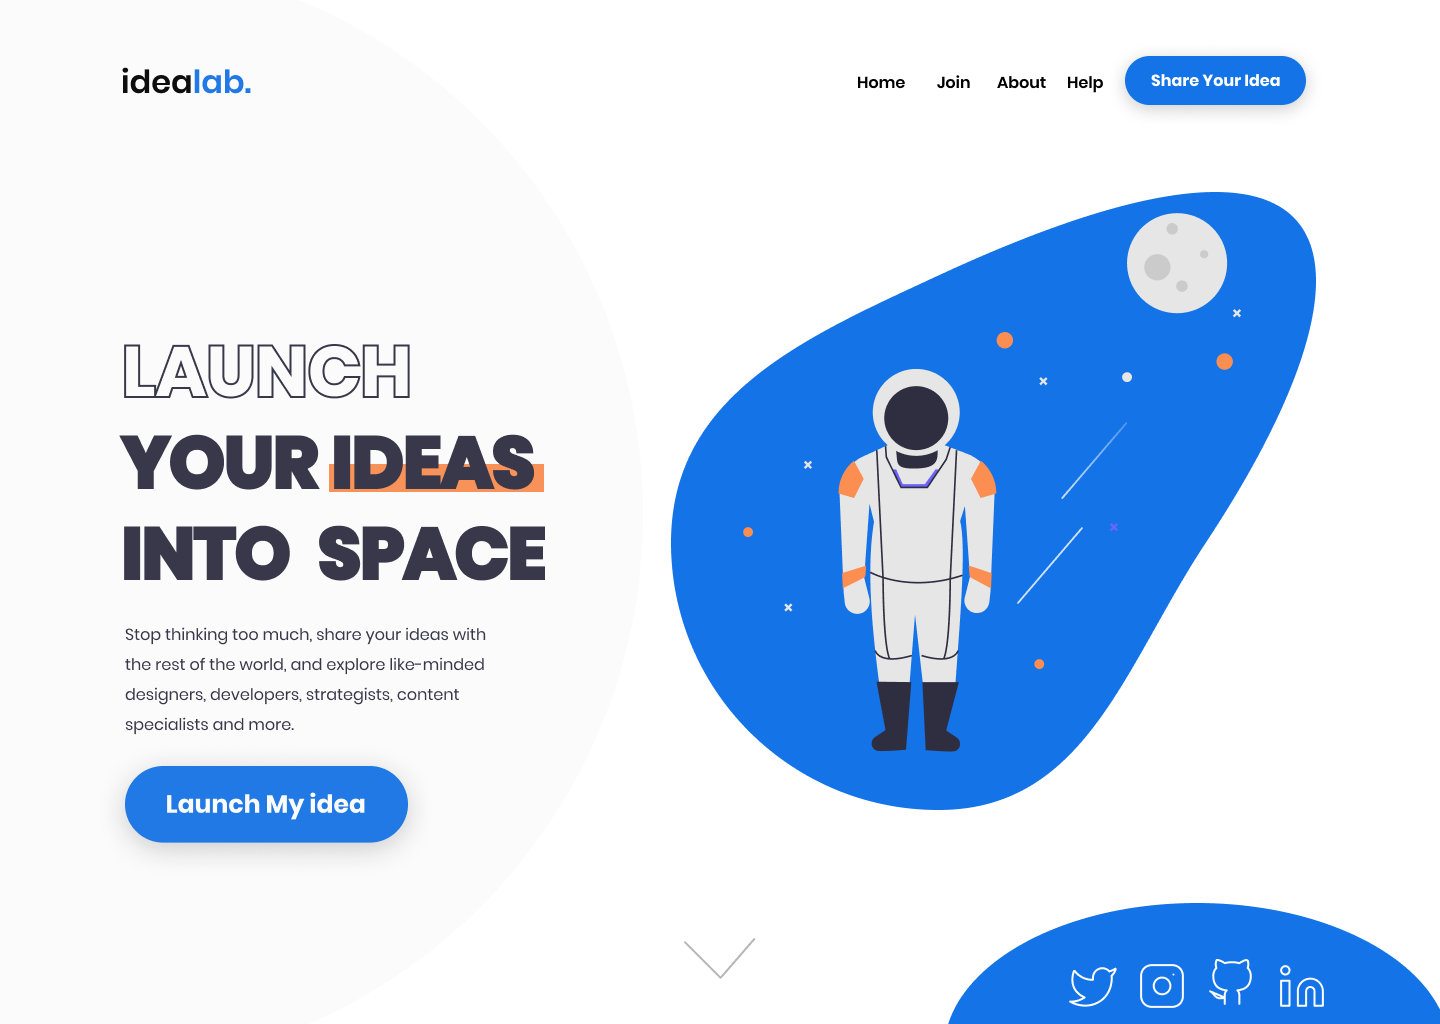 idealab.
Home Join About Help Share Your Idea
LAUNCH
YOUR IDEAS
INTO SPACE
Stop thinking too much, share your ideas with
the rest of the world, and explore like-minded
designers, developers, strategists, content
specialists and more.
Launch My idea